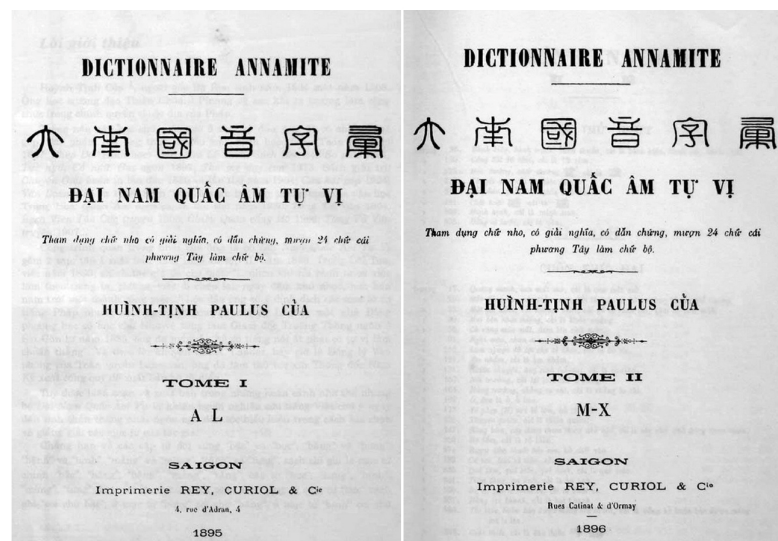 DICTIONNAIRE ANNAMITE
大南國音字彙
ĐẠI NAM QUẤC ÂM TỰ VỊ
Tham dụng chữ nho, có giải nghĩa, có dẫn chứng, mượn 24 chữ cái
phương Tây làm chữ bộ.
HUÌNH-TỊNH PAULUS CỦA
TOME I
A L
SAIGON
Imprimerie REY, CURIOL & Cie
4, rue d'Adran, 4
1895
DICTIONNAIRE ANNAMITE
大南國音字彙
ĐẠI NAM QUẤC ÂM TỰ VỊ
Tham dụng chữ nho, có giải nghĩa, có dẫn chứng, mượn 24 chữ cái
phương Tây làm chữ bộ.
HUÌNH-TỊNH PAULUS CỦA
TOME II
M-X
SAIGON
Imprimerie REY, CURIOL & Cie
Rues Catinat & d'Ormay
1896